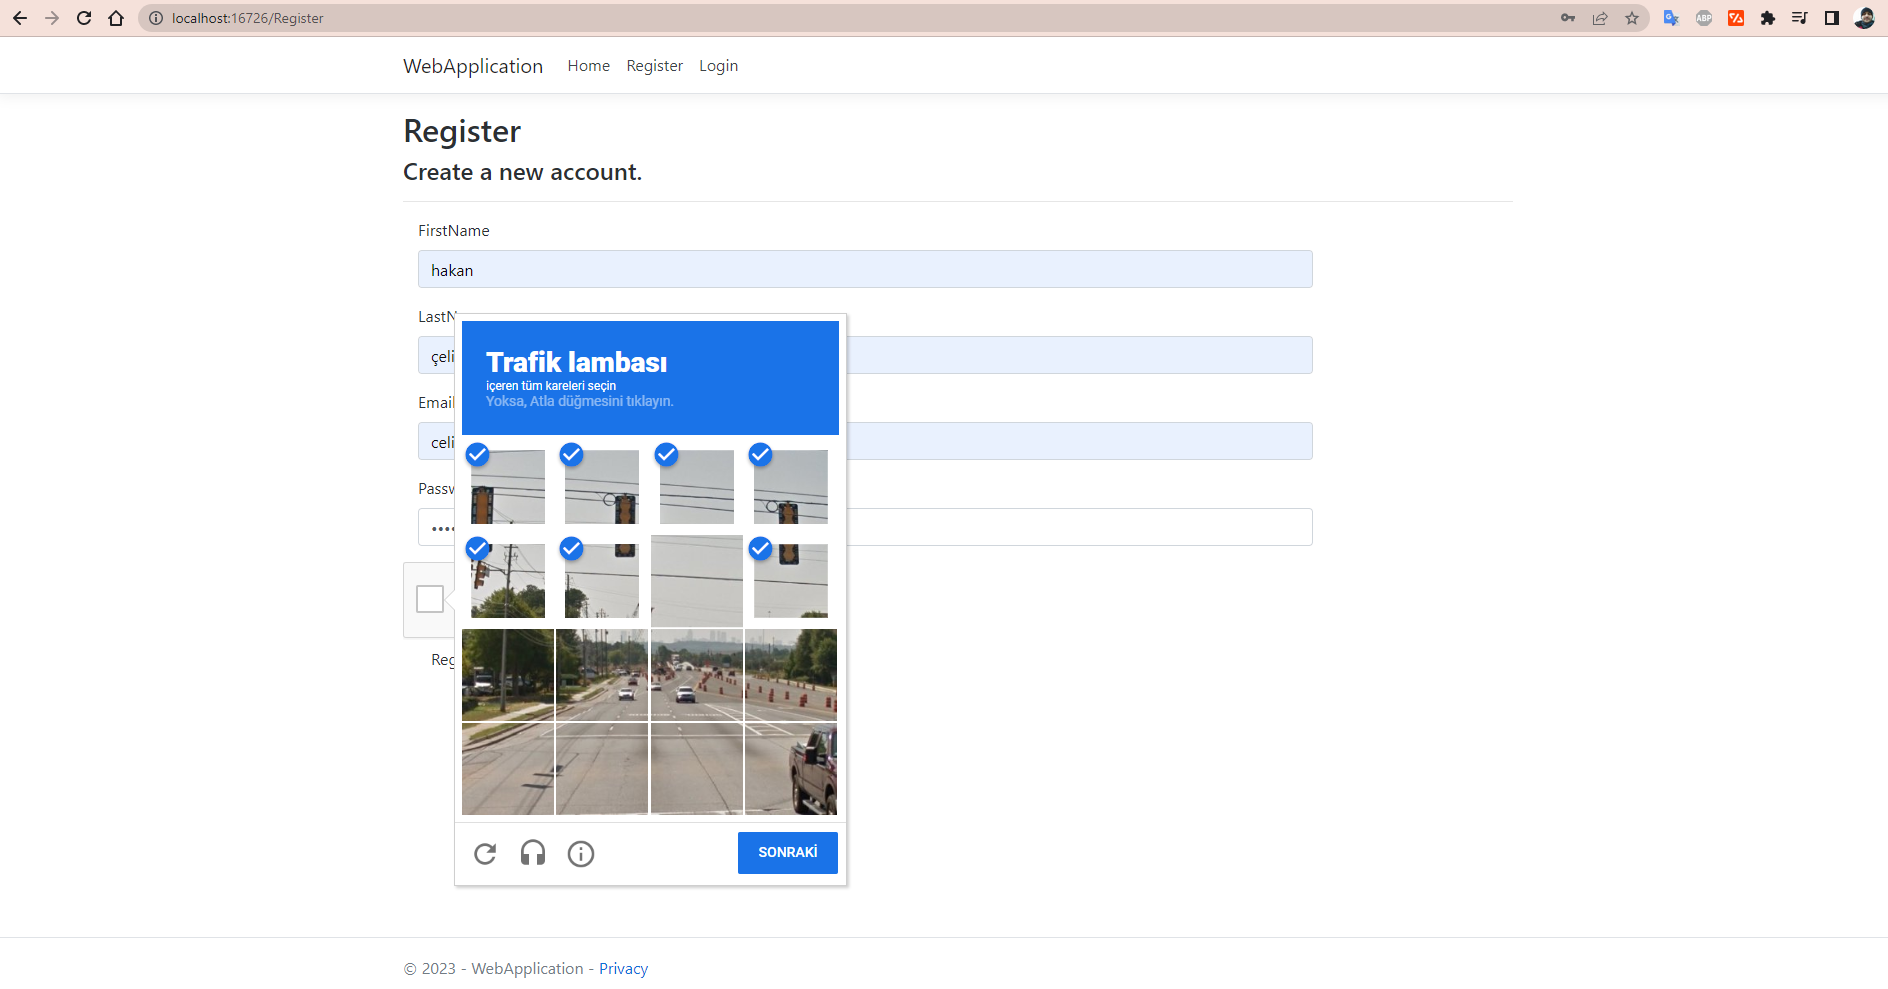 localhost:16726/Register
WebApplication Home Register Login
Register
Create a new account.
FirstName
hakan
LastN
çeli
Trafik lambası
içeren tüm kareleri seçin
Yoksa, Atla düğmesini tıklayın.
Email
celi
Passw
••••
Reg
SONRAKİ
© 2023 - WebApplication - Privacy